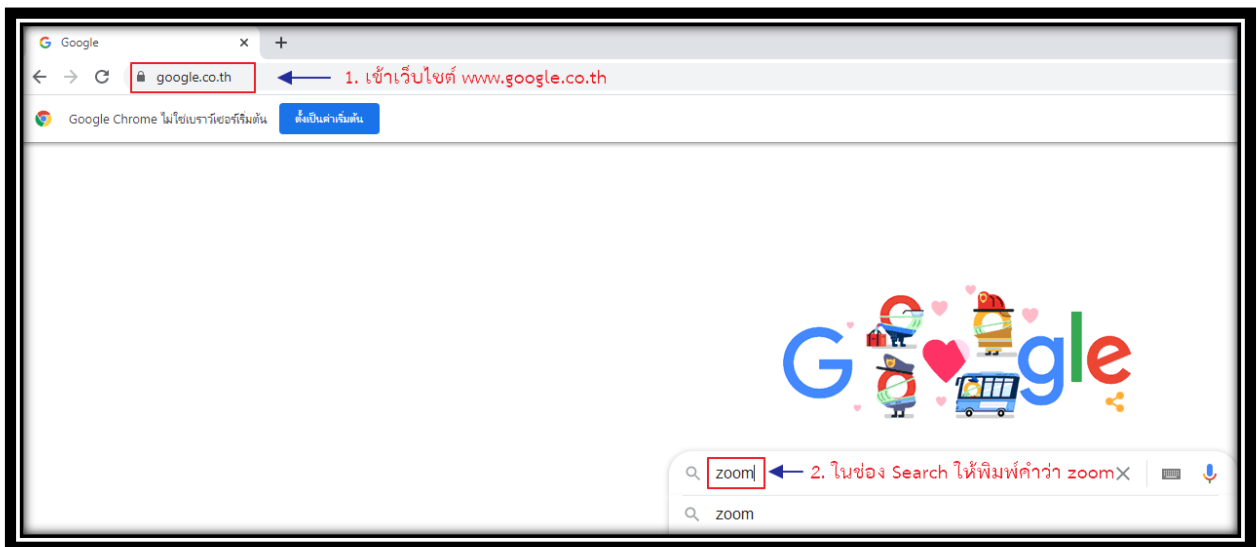 Google
google.co.th
1. เข้าเว็บไซต์ www.google.co.th
Google Chrome ไม่ใช่เบราว์เซอร์เริ่มต้น
ตั้งเป็นค่าเริ่มต้น
Google
zoom
2. ในช่อง Search ให้พิมพ์คำว่า zoom
zoom